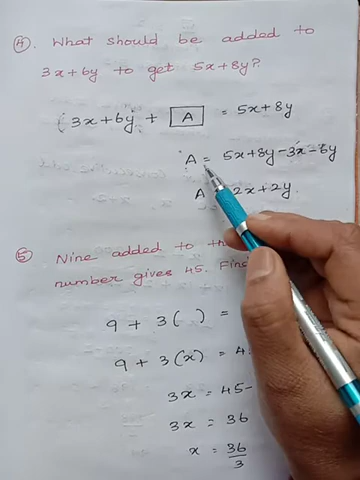 4. What should be added to
3x+6y to get 5x+8y?
(3x+6y + A = 5x+8y
A = 5x+8y-3x-6y
A 2x+2y.
5 Nine added to
number gives 45. Find
9 + 3( ) =
9 + 3(x) = 4
3x = 45-
3x = 36
x = 36/3